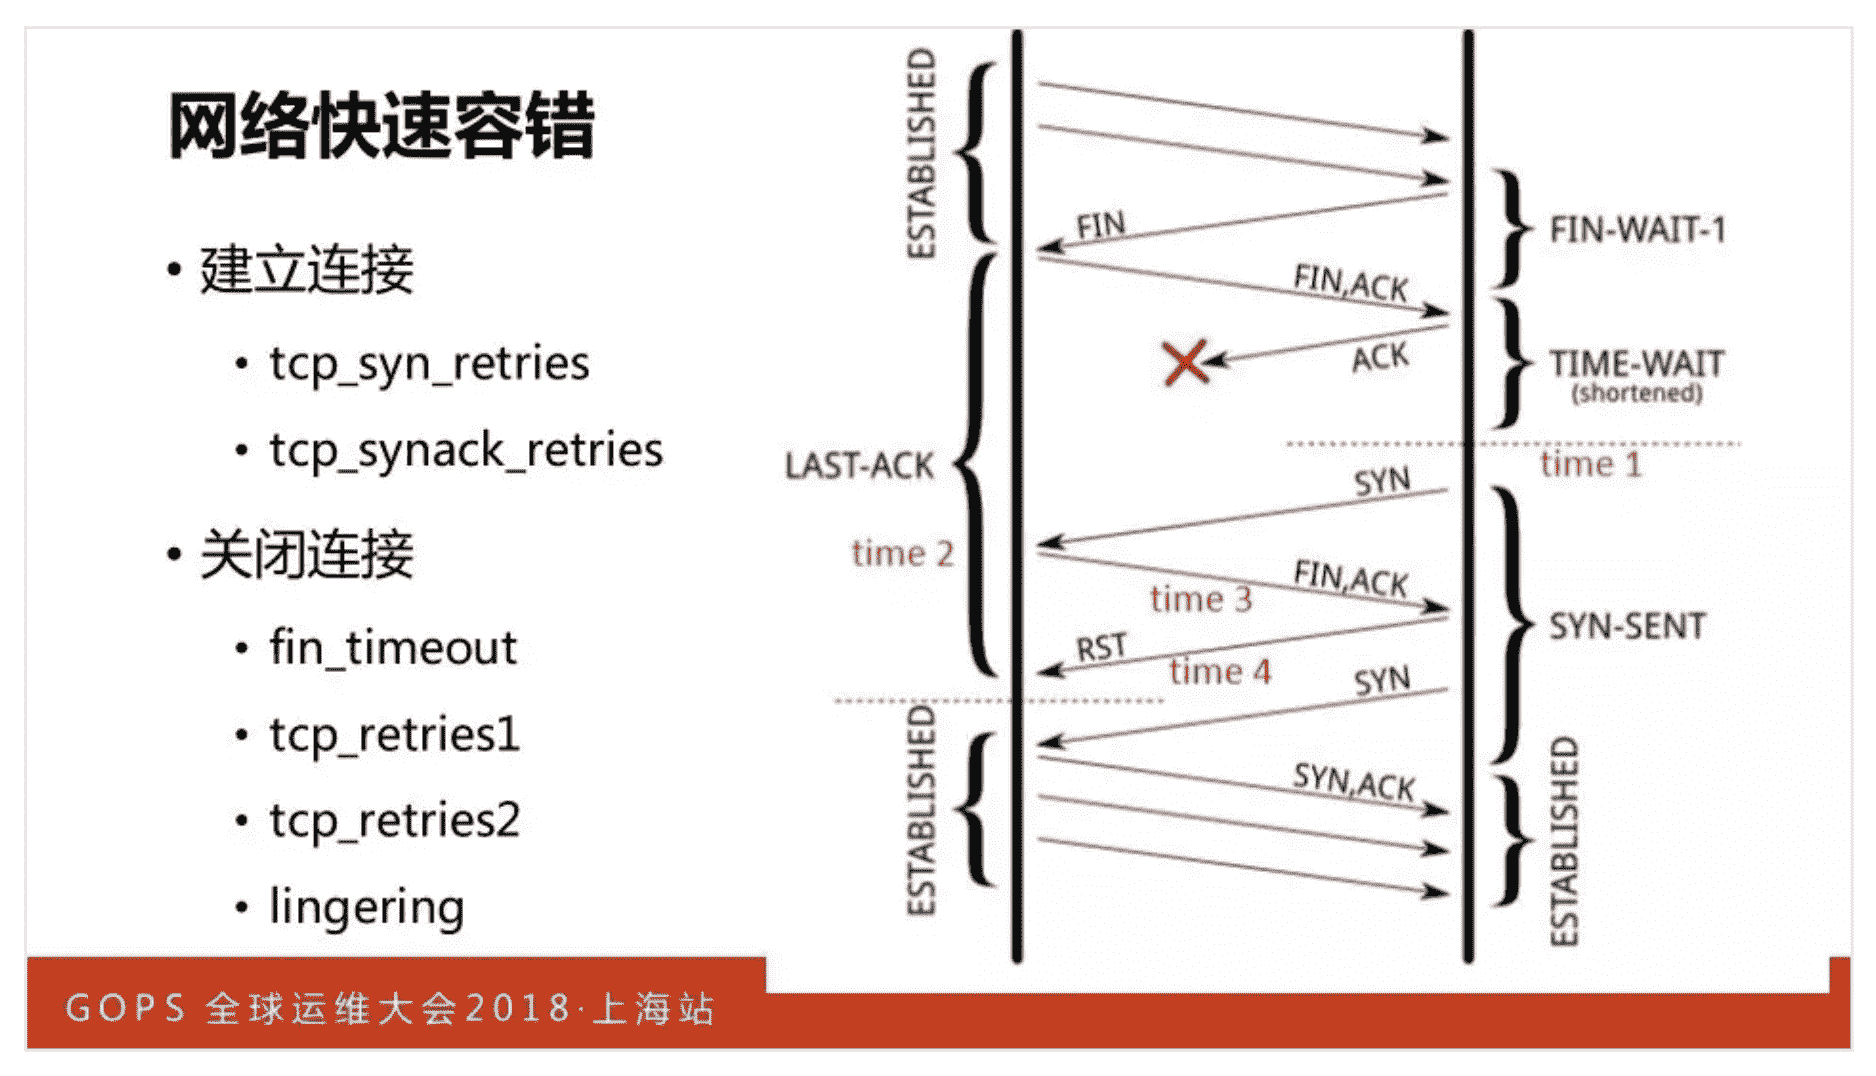 网络快速容错
• 建立连接
• tcp_syn_retries
• tcp_synack_retries
• 关闭连接
• fin_timeout
• tcp_retries1
• tcp_retries2
• lingering
ESTABLISHED
FIN
FIN-WAIT-1
FIN,ACK
ACK
TIME-WAIT
(shortened)
LAST-ACK
time 1
SYN
time 2
FIN,ACK
time 3
SYN-SENT
RST
time 4
SYN
ESTABLISHED
SYN,ACK
ESTABLISHED
GOPS 全球运维大会2018·上海站